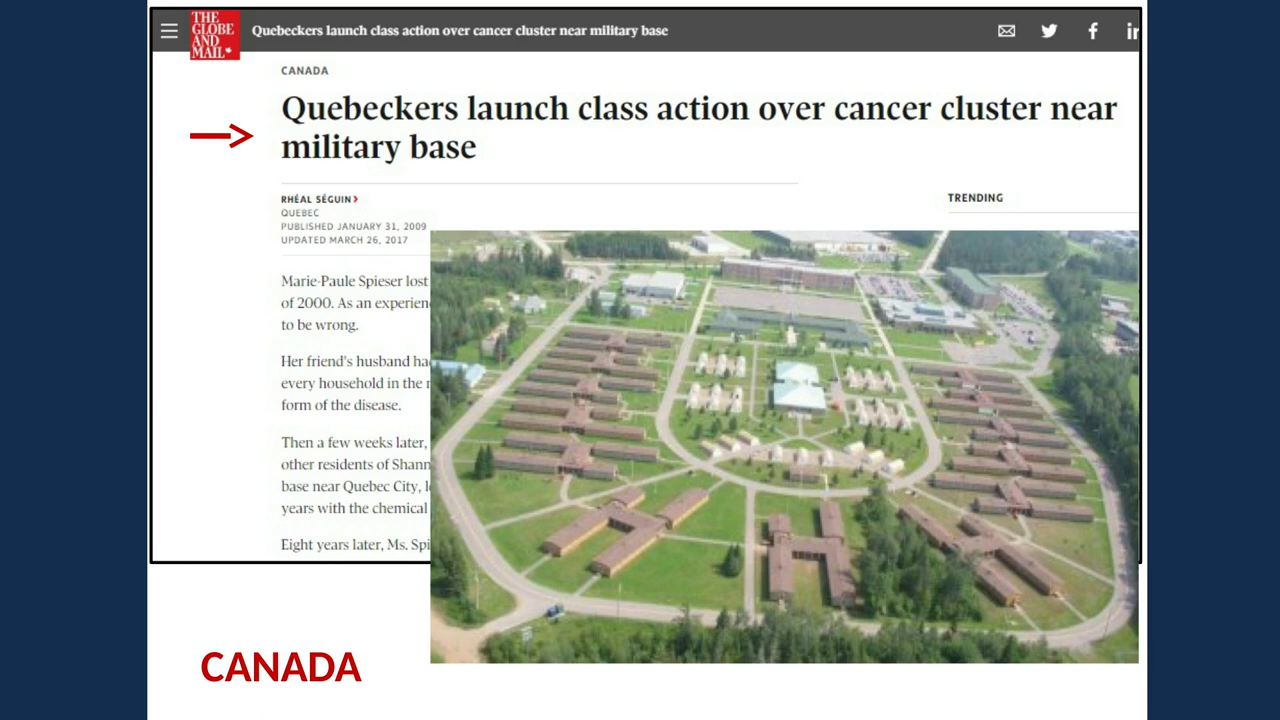 THE
GLOBE
AND
MAIL
Quebeckers launch class action over cancer cluster near military base
in
CANADA
Quebeckers launch class action over cancer cluster near
military base
RHÉAL SÉGUIN
QUEBEC
PUBLISHED JANUARY 31, 2009
UPDATED MARCH 26, 2017
TRENDING
Marie-Paule Spieser lost
of 2000. As an
to be wrong.
Her friend's husband
every household in the
form of the disease.
Then a few weeks later,
other residents of
base near Quebec City,
years with the chemical
Eight years later, Ms.
CANADA